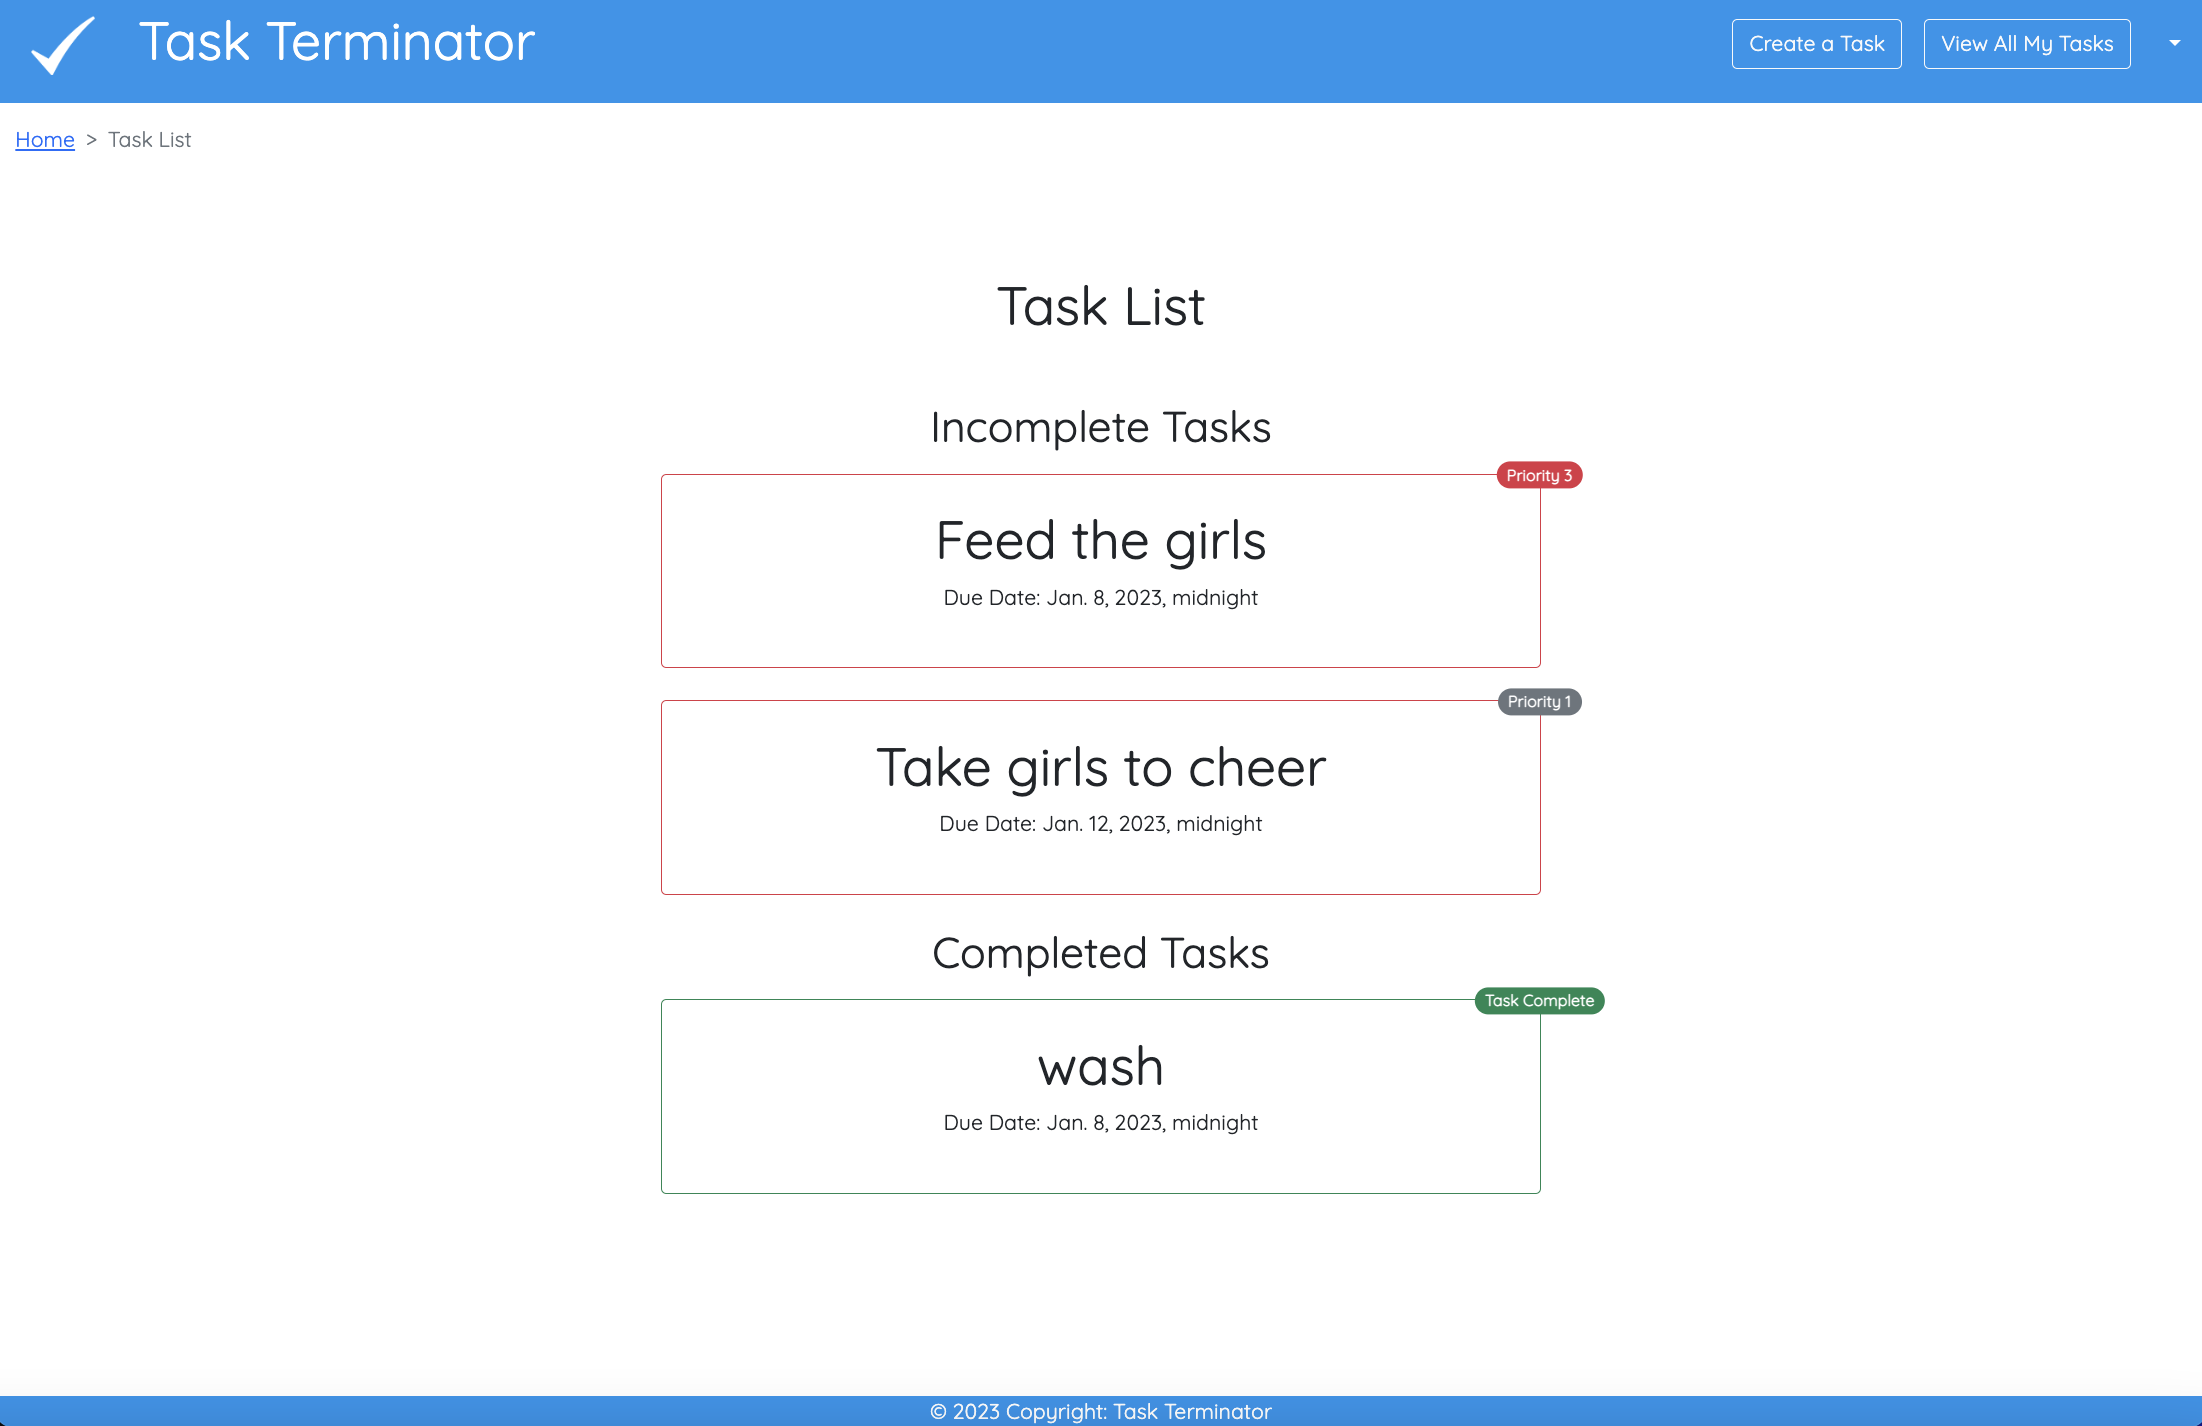 Task Terminator
Create a Task
View All My Tasks
Home > Task List
Task List
Incomplete Tasks
Priority 3
Feed the girls
Due Date: Jan. 8, 2023, midnight
Priority 1
Take girls to cheer
Due Date: Jan. 12, 2023, midnight
Completed Tasks
Task Complete
wash
Due Date: Jan. 8, 2023, midnight
© 2023 Copyright: Task Terminator